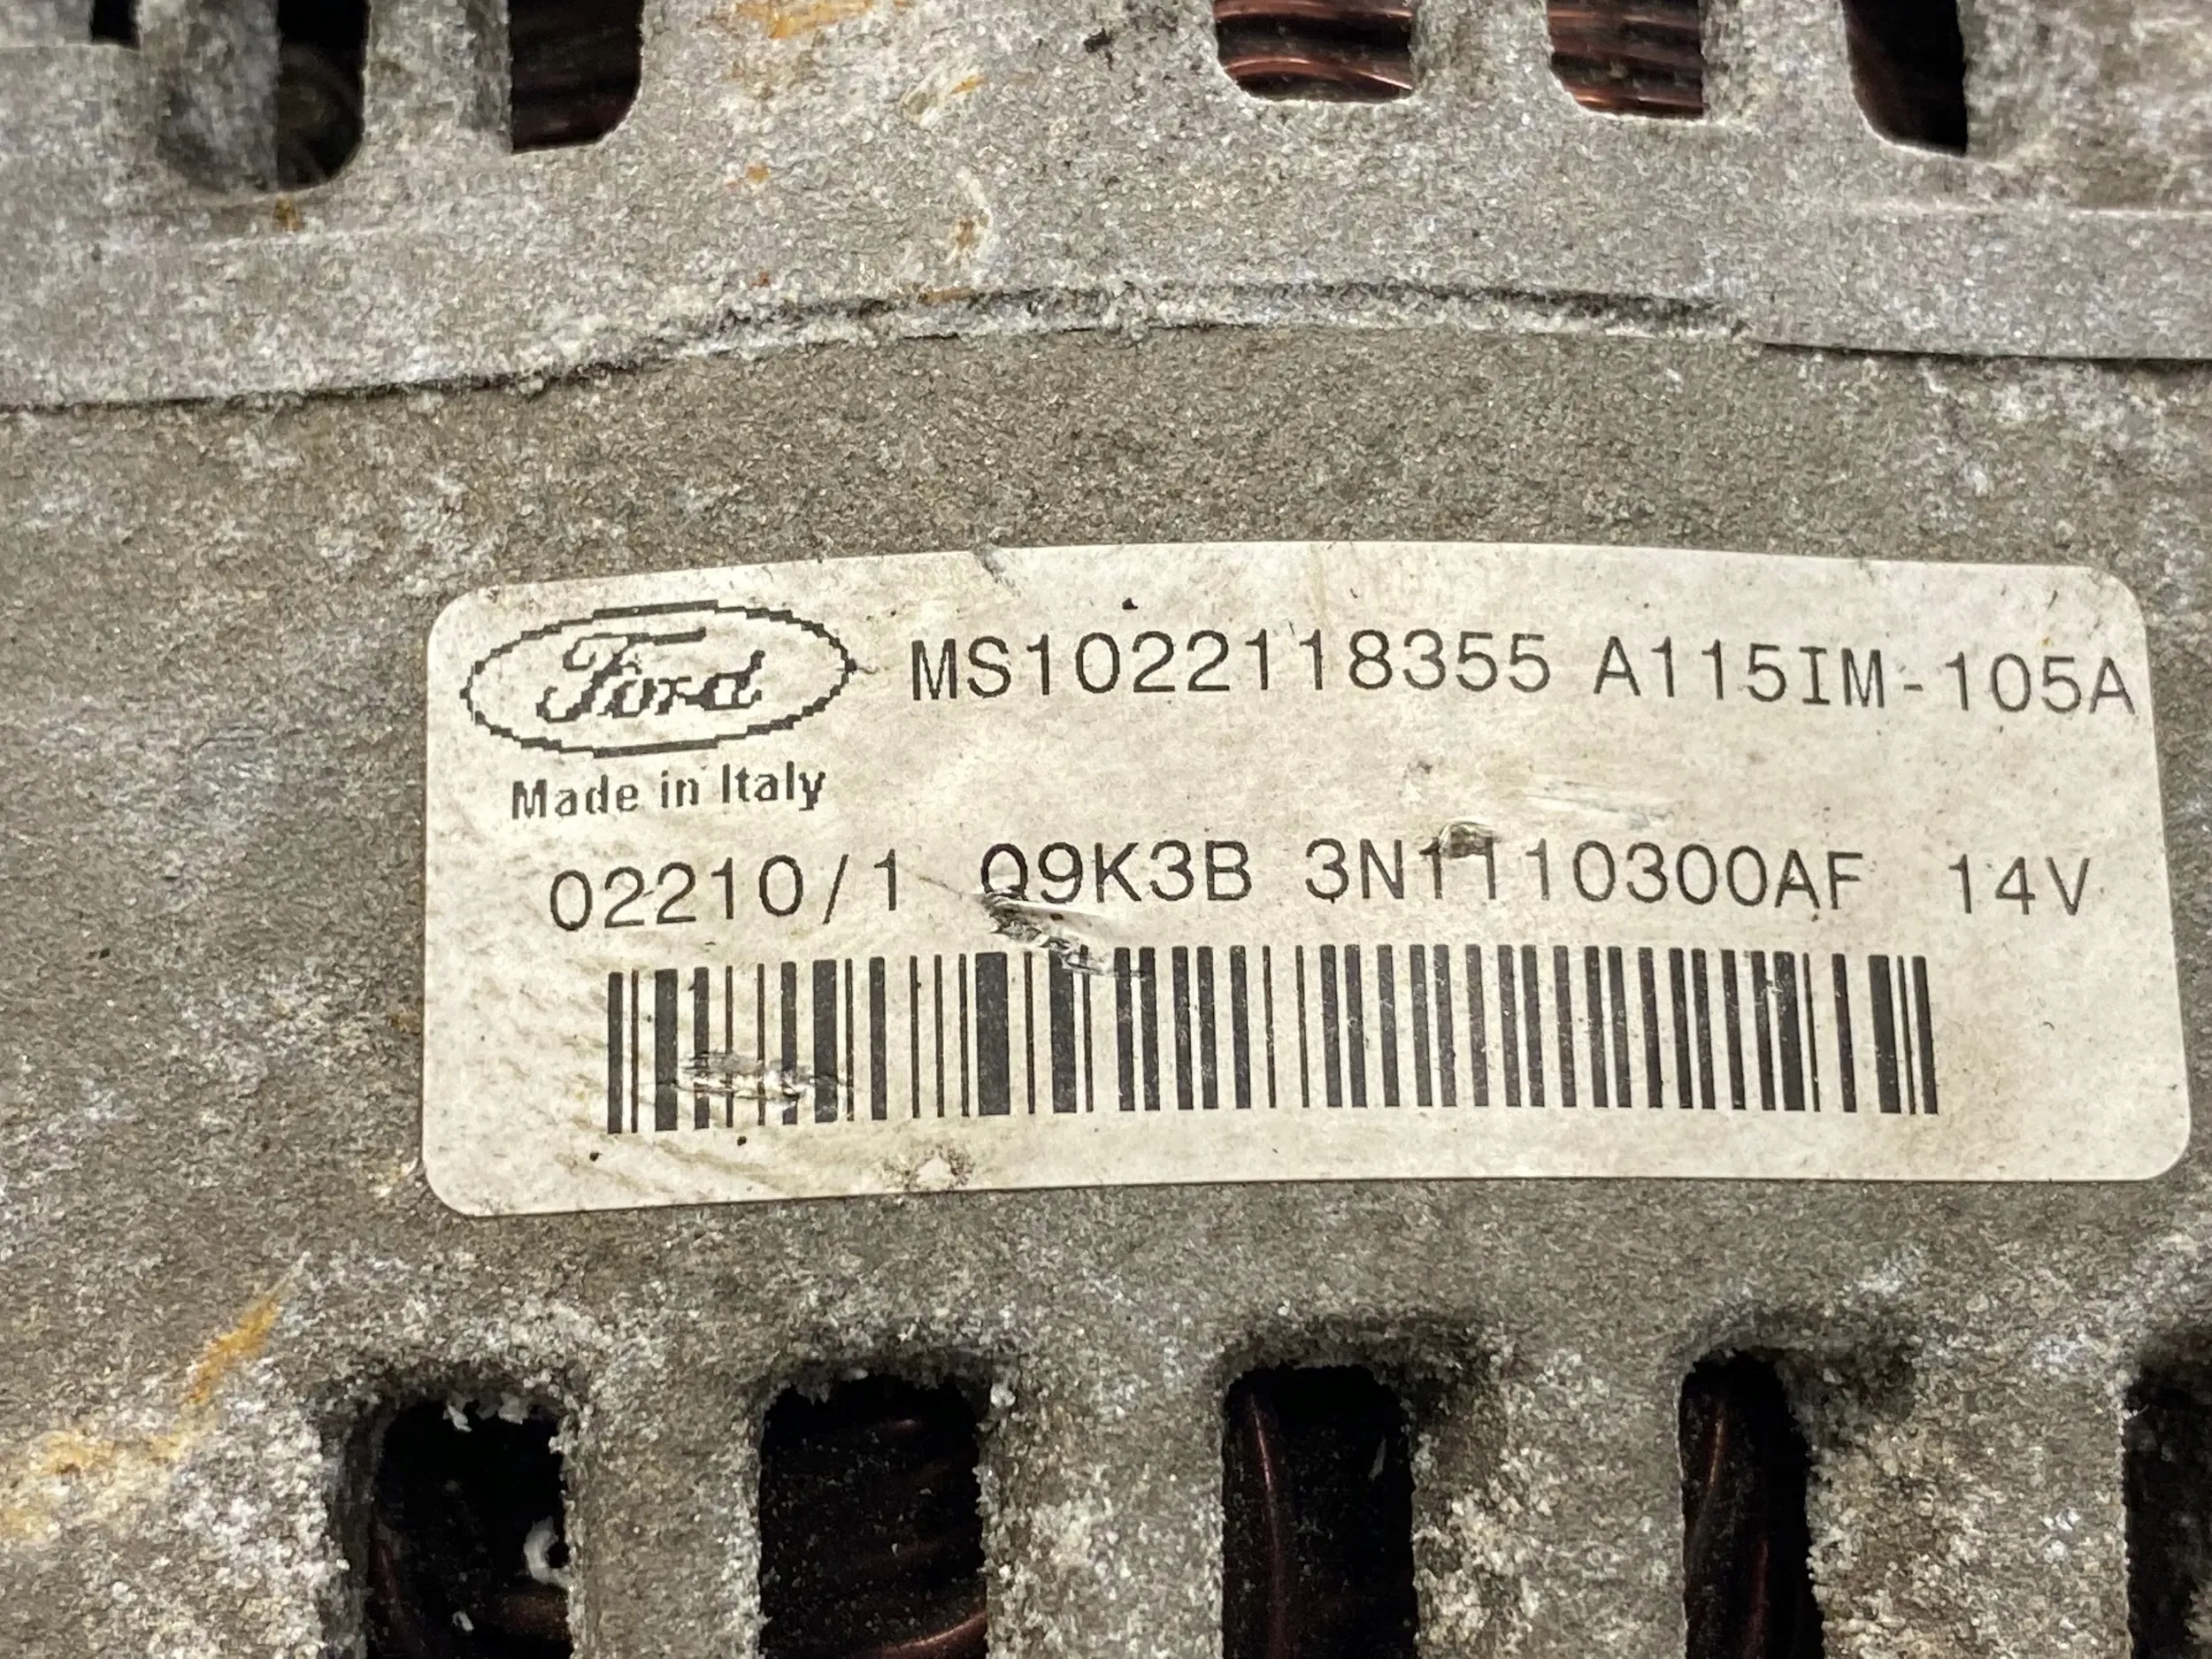 Ford MS1022118355 A115IM-105A
Made in Italy
02210/1 Q9K3B 3N1110300AF 14V